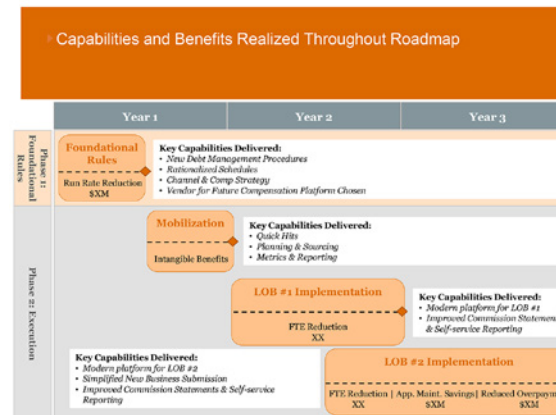 Capabilities and Benefits Realized Throughout Roadmap
Year 1
Year 2
Year 3
Phase 1:
Foundational
Rules
Foundational
Rules
Run Rate Reduction
$XM
Key Capabilities Delivered:
• New Debt Management Procedures
• Rationalized Schedules
• Channel & Comp Strategy
• Vendor for Future Compensation Platform Chosen
Phase 2: Execution
Mobilization
Intangible Benefits
Key Capabilities Delivered:
• Quick Hits
• Planning & Sourcing
• Metrics & Reporting
LOB #1 Implementation
FTE Reduction
XX
Key Capabilities Delivered:
• Modern platform for LOB #1
• Improved Commission Statemen
& Self-service Reporting
Key Capabilities Delivered:
• Modern platform for LOB #2
• Simplified New Business Submission
• Improved Commission Statements & Self-service
Reporting
LOB #2 Implementation
FTE Reduction | App. Maint. Savings | Reduced Overpaym
XX $XM $XM